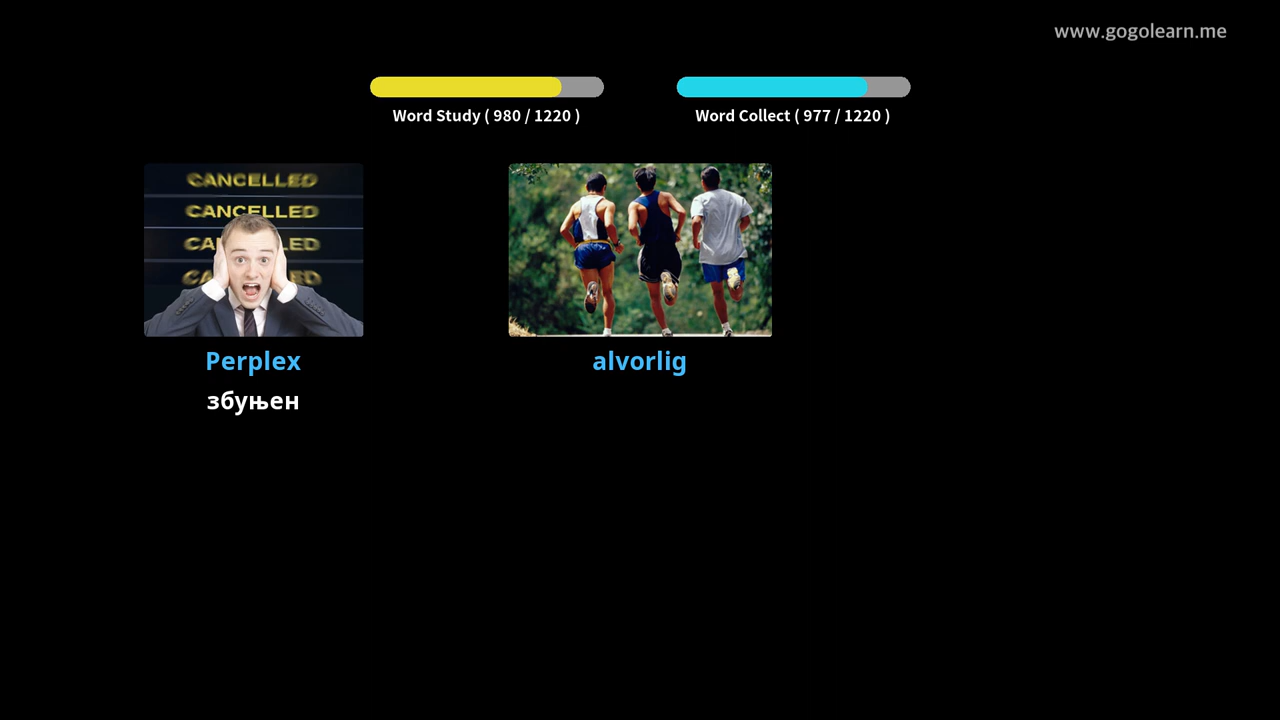 www.gogolearn.me
Word Study ( 980 / 1220 )
Word Collect ( 977 / 1220 )
CANCELLED
CANCELLED
Perplex
збуњен
alvorlig